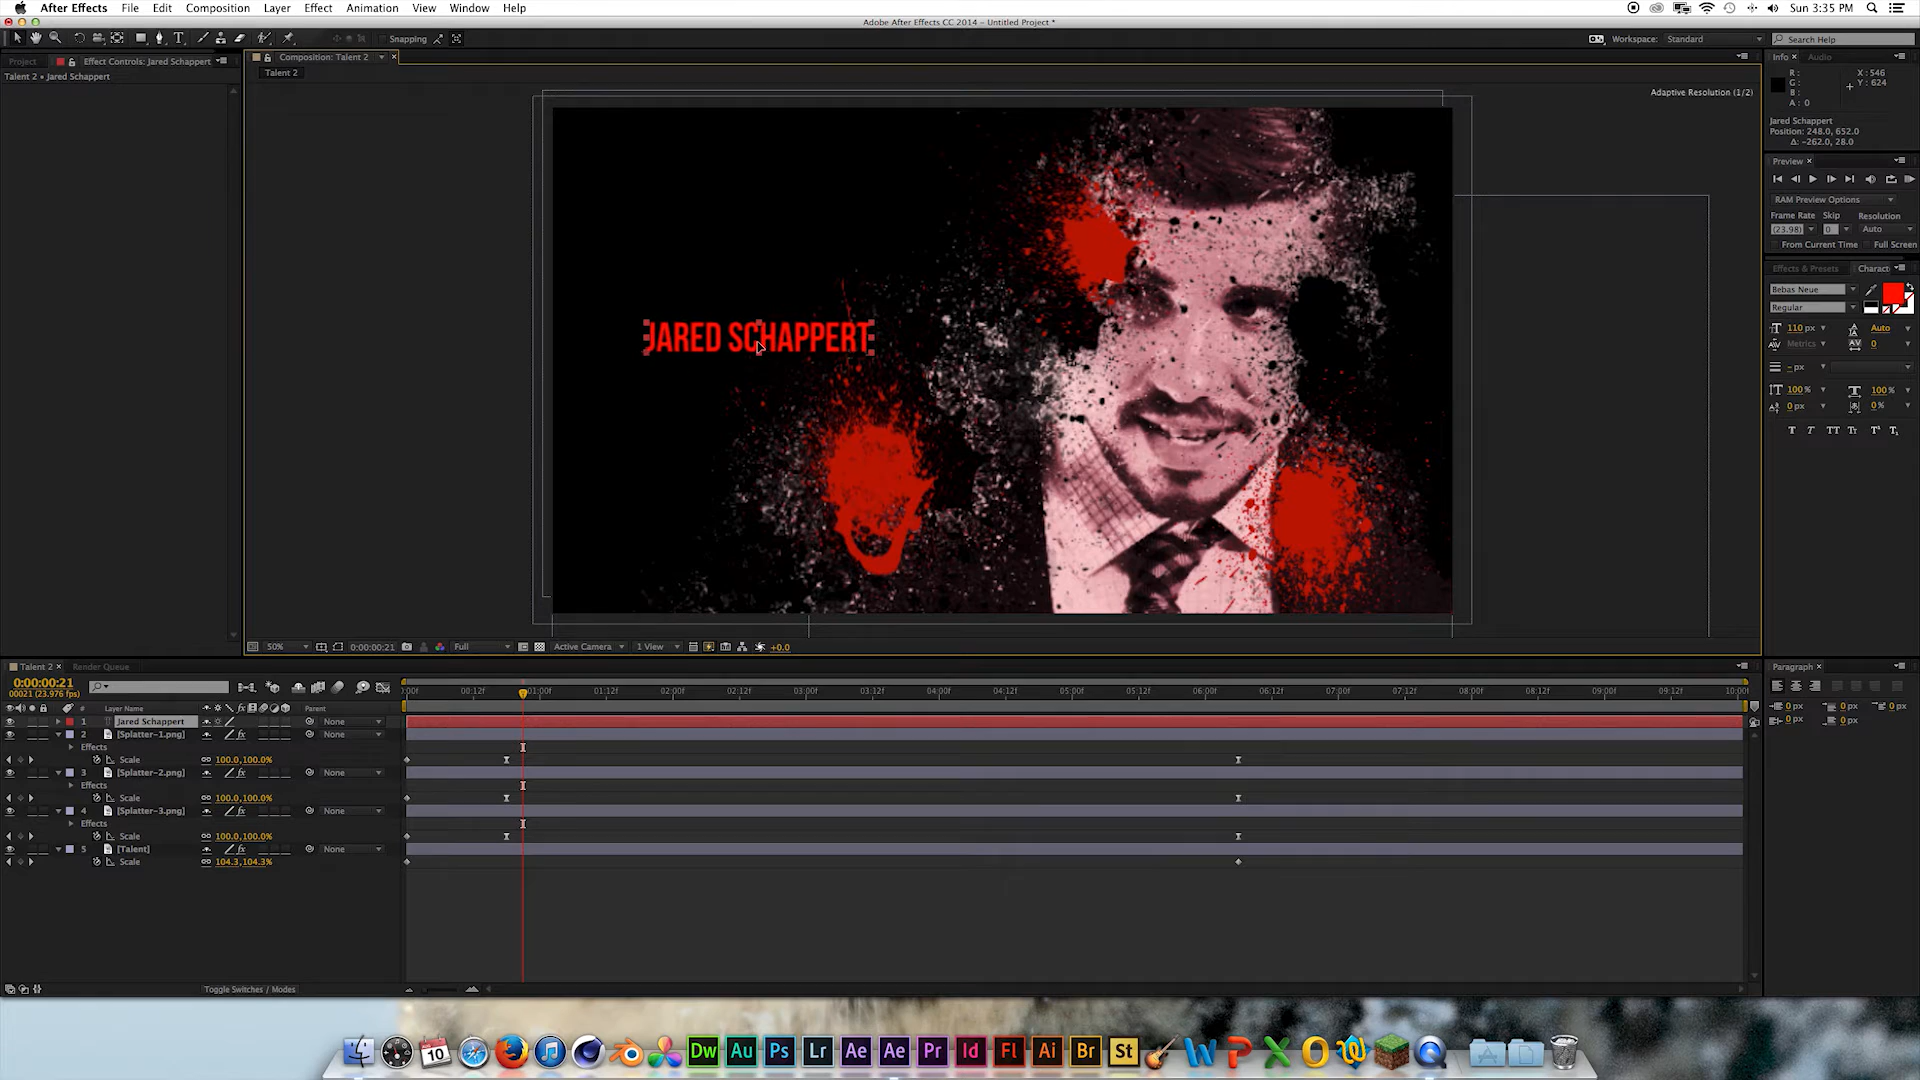 After Effects File Edit Composition Layer Effect Animation View Window Help Sun 3:35 PM
Adobe After Effects CC 2014 – Untitled Project *
Snapping Workspace: Standard Search Help
Project Effect Controls: Jared Schappert Composition: Talent 2 Info Audio
Talent 2 • Jared Schappert
Talent 2
R: X: 546
G: Y: 624
B:
A: 0
Adaptive Resolution (1/2)
Jared Schappert
Position: 248.0, 652.0
Δ: -262.0, 28.0
Preview
RAM Preview Options
Frame Rate Skip Resolution
(23.98) 0 Auto
From Current Time Full Screen
Effects & Presets Charact
Bebas Neue
Regular
110 px Auto
Metrics 0
- px
100 % 100 %
0 px 0 %
T T TT Tr T¹ T₁
JARED SCHAPPERT
50% 0:00:00:21 Full Active Camera 1 View +0.0
Talent 2 Render Queue
Paragraph
0 px 0 px 0 px
0 px 0 px
0:00:00:21
00021 (23.976 fps)
0:00f 00:12f 01:00f 01:12f 02:00f 02:12f 03:00f 03:12f 04:00f 04:12f 05:00f 05:12f 06:00f 06:12f 07:00f 07:12f 08:00f 08:12f 09:00f 09:12f 10:00f
# Layer Name Parent
1 Jared Schappert None
2 [Splatter-1.png] fx None
Effects
Scale 100.0,100.0%
3 [Splatter-2.png] fx None
Effects
Scale 100.0,100.0%
4 [Splatter-3.png] fx None
Effects
Scale 100.0,100.0%
5 [Talent] None
Scale 104.3,104.3%
Toggle Switches / Modes
10 Dw Au Ps Lr Ae Ae Pr Id Fl Ai Br St